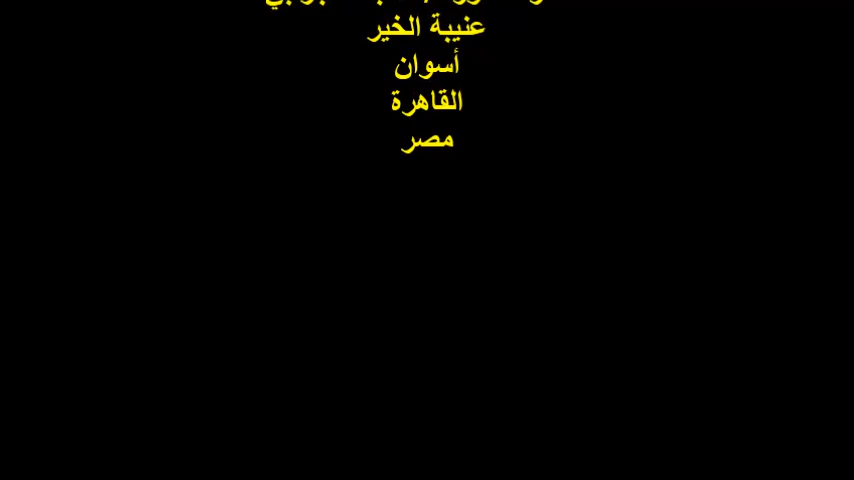 عنيبة الخير
أسوان
القاهرة
مصر